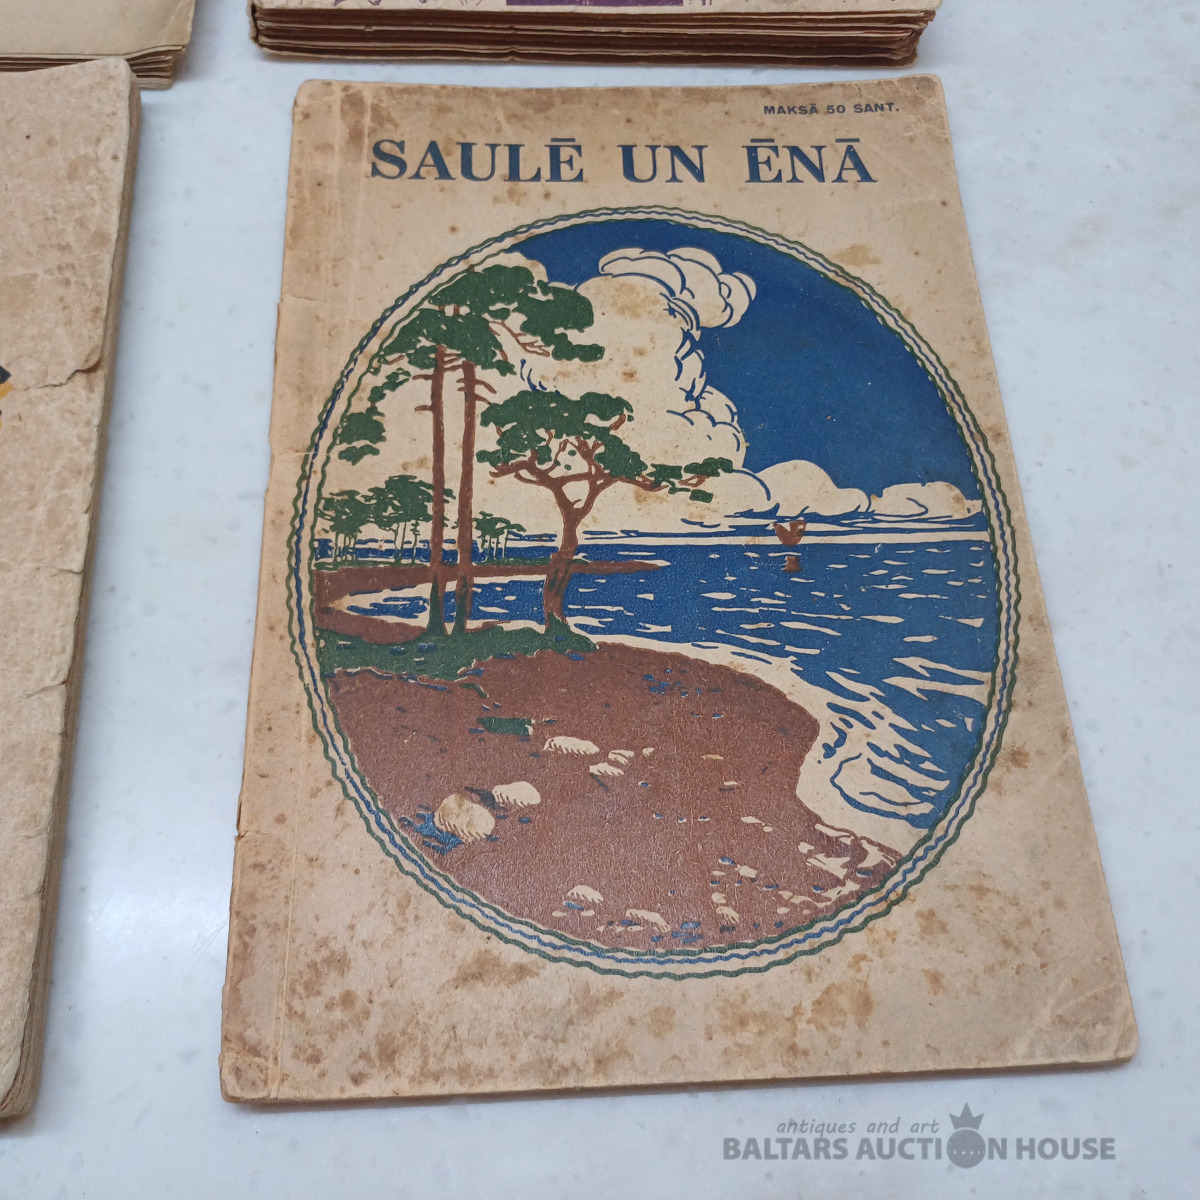 MAKSĀ 50 SANT.
SAULĒ UN ĒNĀ
antiques and art
BALTARS AUCTION HOUSE